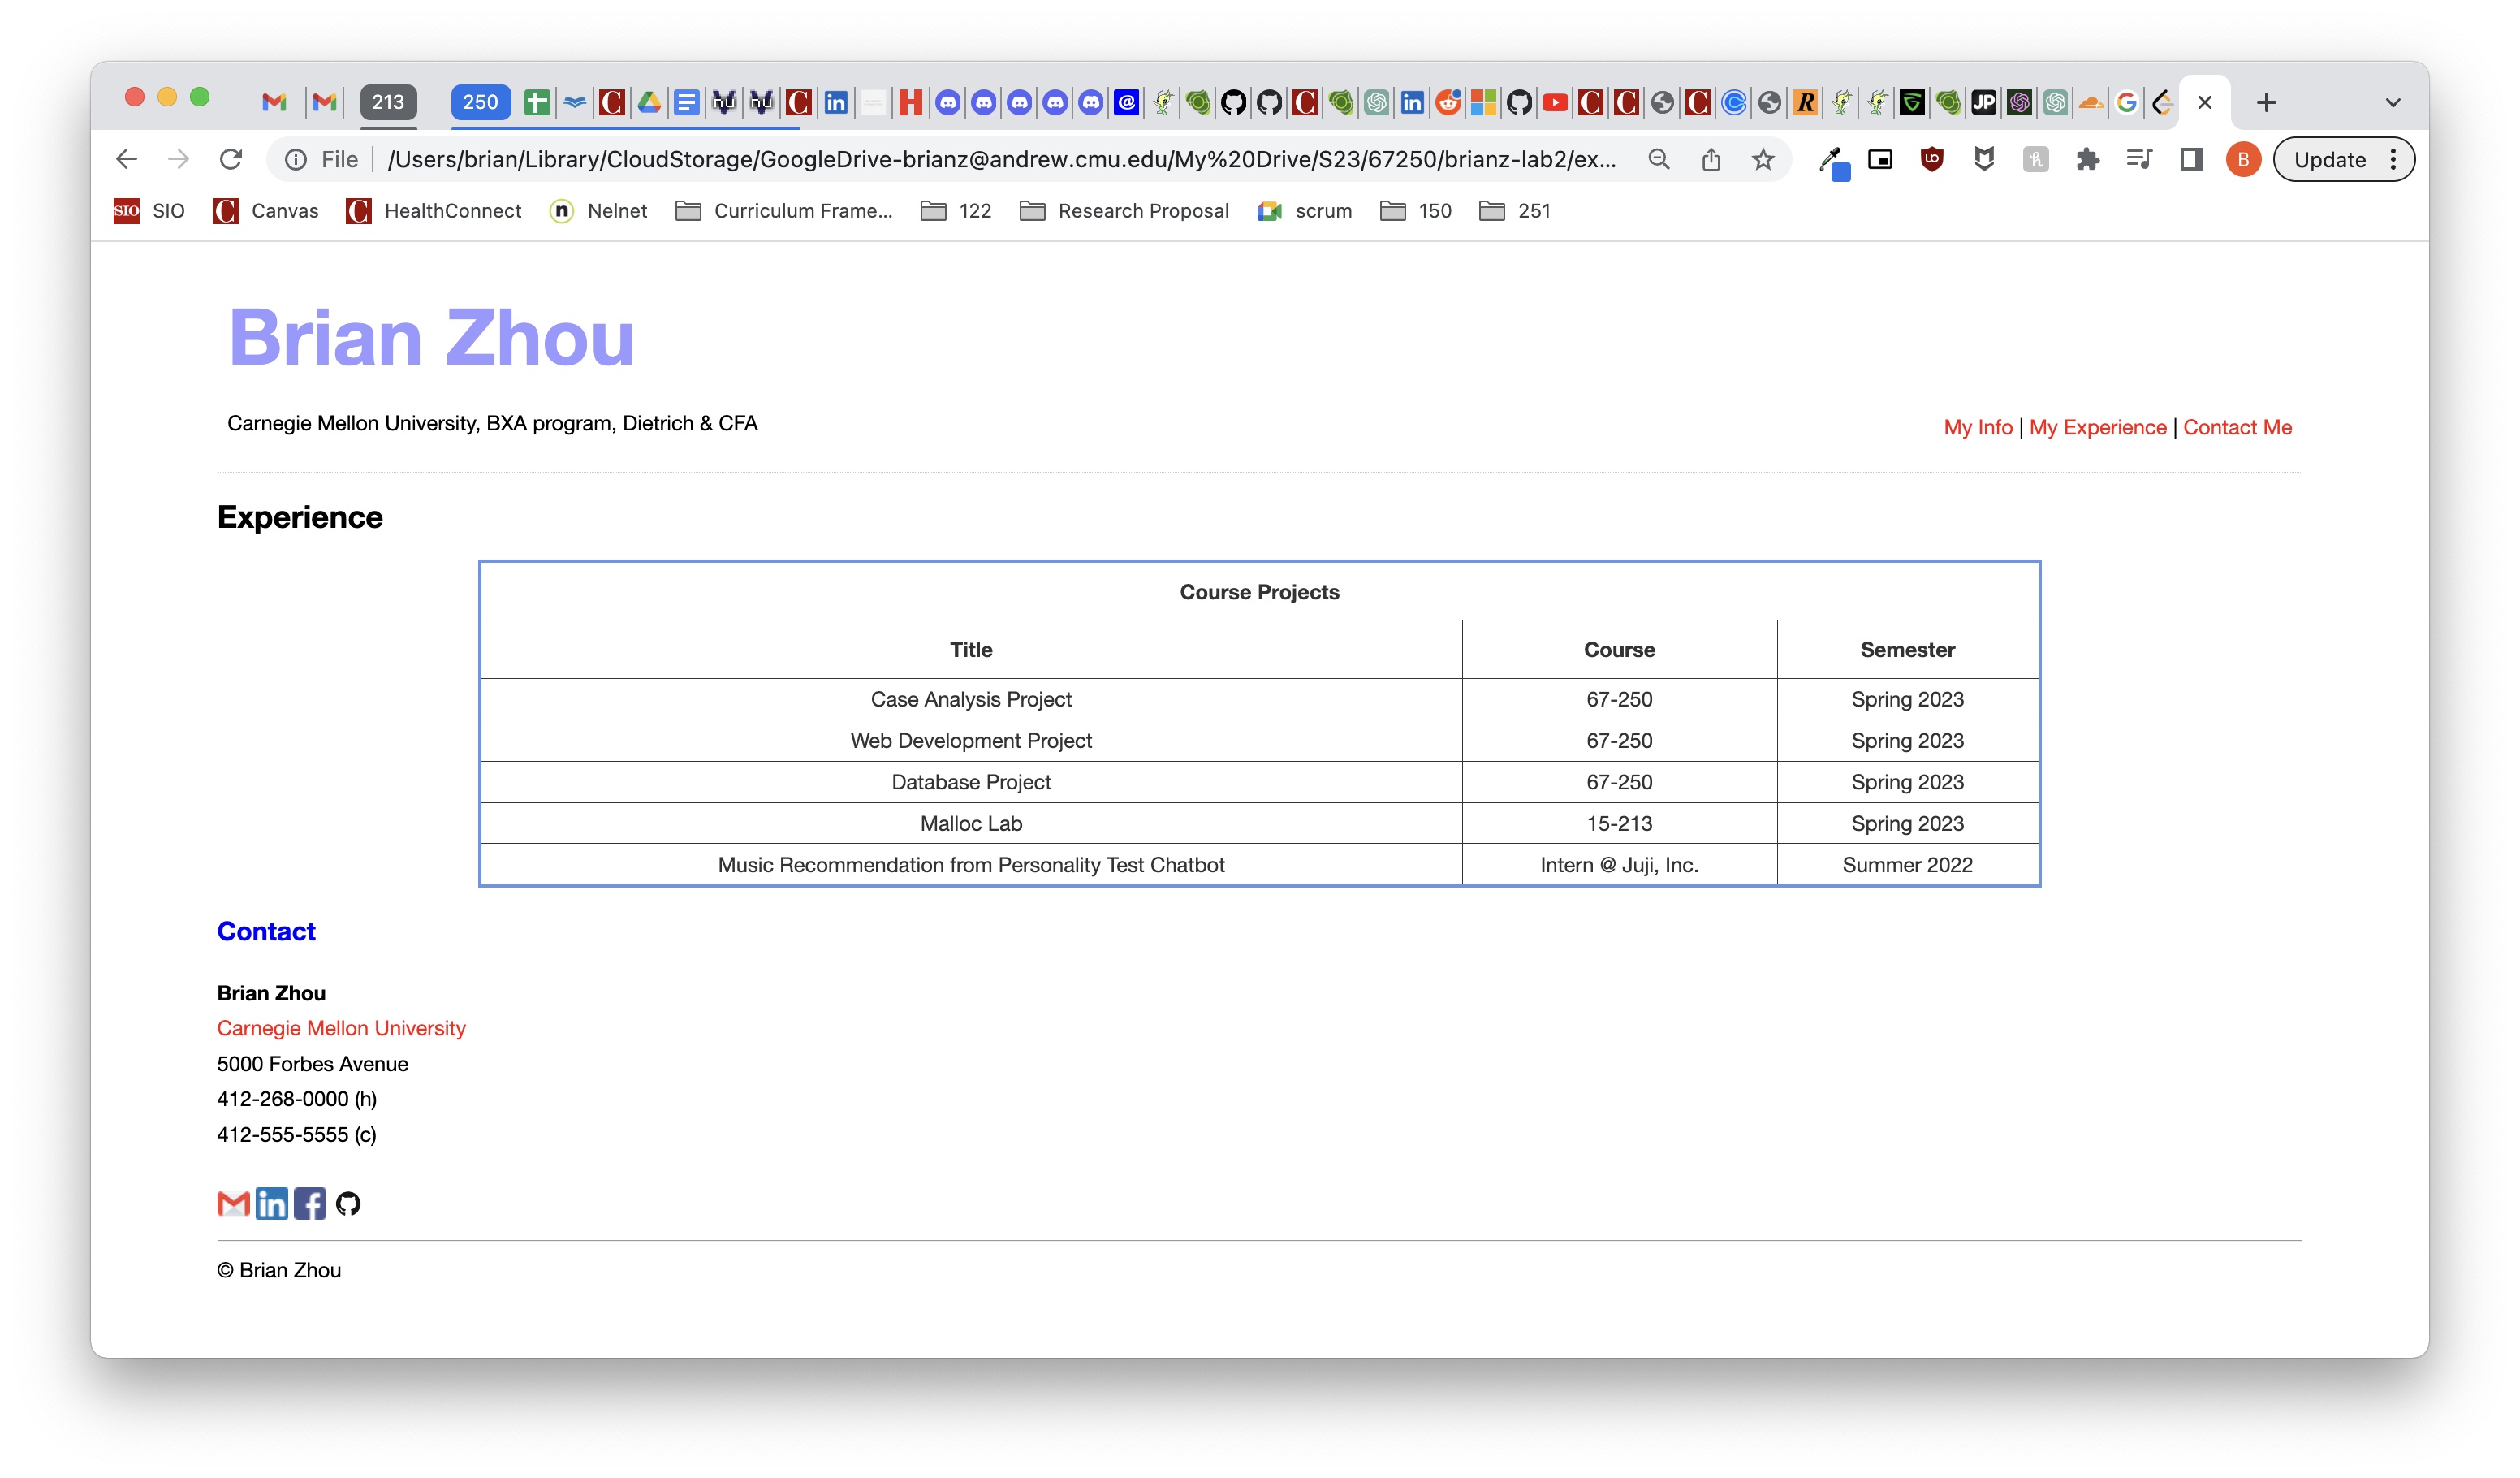 213
250
File
/Users/brian/Library/CloudStorage/GoogleDrive-brianz@andrew.cmu.edu/My%20Drive/S23/67250/brianz-lab2/ex...
B
Update
SIO SIO
C Canvas
C HealthConnect
n Nelnet
Curriculum Frame...
122
Research Proposal
scrum
150
251
Brian Zhou
Carnegie Mellon University, BXA program, Dietrich & CFA
My Info | My Experience | Contact Me
Experience
Course Projects
Title Course Semester
Case Analysis Project 67-250 Spring 2023
Web Development Project 67-250 Spring 2023
Database Project 67-250 Spring 2023
Malloc Lab 15-213 Spring 2023
Music Recommendation from Personality Test Chatbot Intern @ Juji, Inc. Summer 2022
Contact
Brian Zhou
Carnegie Mellon University
5000 Forbes Avenue
412-268-0000 (h)
412-555-5555 (c)
© Brian Zhou